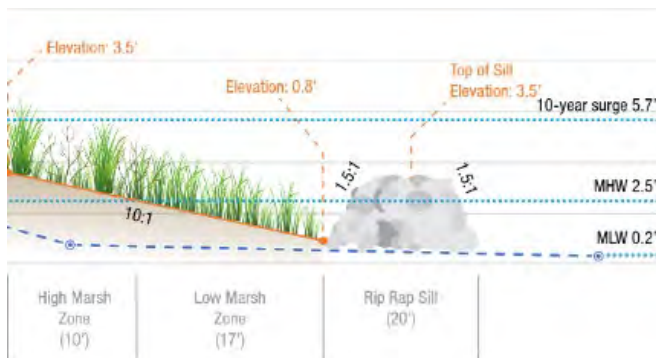 Elevation: 3.5'
Top of Sill
Elevation: 3.5'
Elevation: 0.8'
10-year surge 5.7'
1.5:1
1.5:1
MHW 2.5'
10:1
MLW 0.2'
High Marsh
Zone
(10')
Low Marsh
Zone
(17')
Rip Rap Sill
(20')